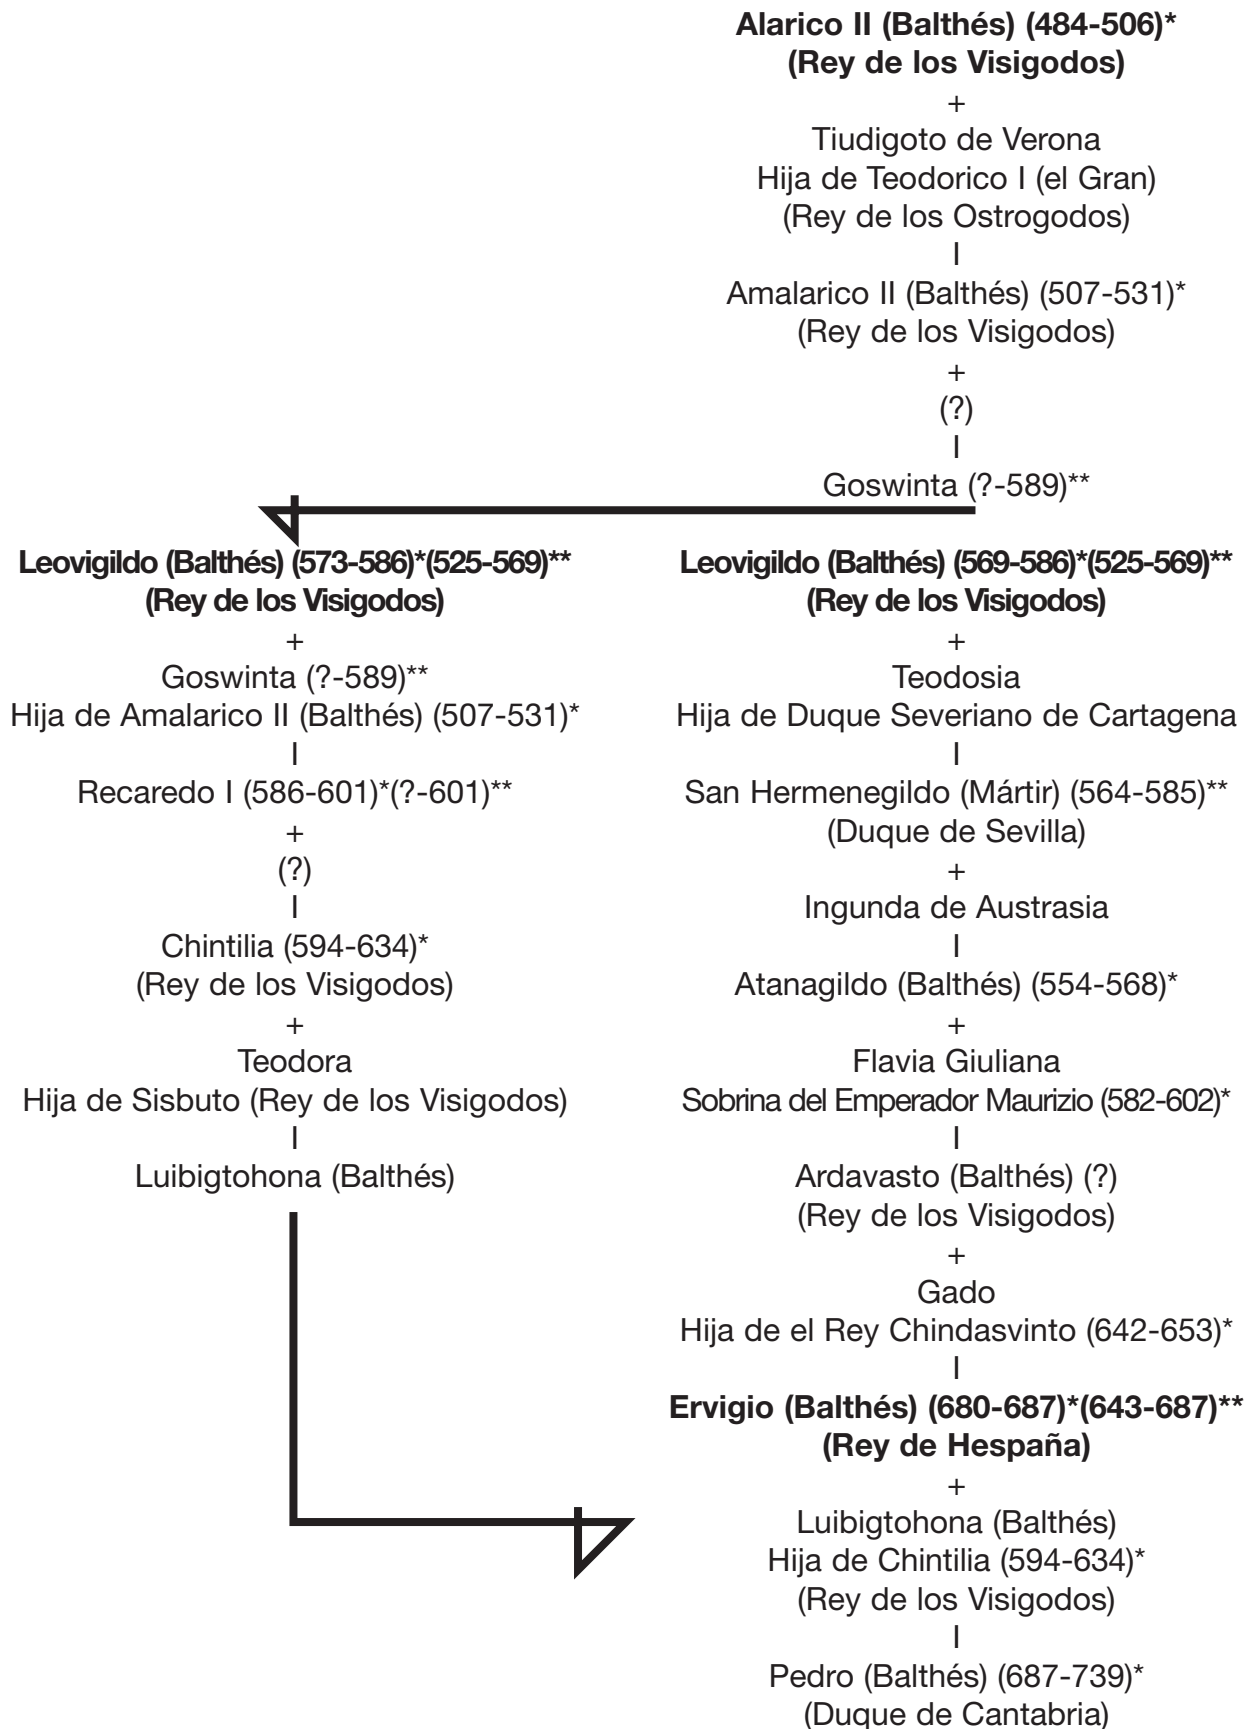 Alarico II (Balthés) (484-506)*
(Rey de los Visigodos)
+
Tiudigoto de Verona
Hija de Teodorico I (el Gran)
(Rey de los Ostrogodos)
I
Amalarico II (Balthés) (507-531)*
(Rey de los Visigodos)
+
(?)
I
Goswinta (?-589)**
Leovigildo (Balthés) (573-586)*(525-569)**
(Rey de los Visigodos)
+
Goswinta (?-589)**
Hija de Amalarico II (Balthés) (507-531)*
I
Recaredo I (586-601)*(?-601)**
+
(?)
I
Chintilia (594-634)*
(Rey de los Visigodos)
+
Teodora
Hija de Sisbuto (Rey de los Visigodos)
I
Luibigtohona (Balthés)
Leovigildo (Balthés) (569-586)*(525-569)**
(Rey de los Visigodos)
+
Teodosia
Hija de Duque Severiano de Cartagena
I
San Hermenegildo (Mártir) (564-585)**
(Duque de Sevilla)
+
Ingunda de Austrasia
I
Atanagildo (Balthés) (554-568)*
+
Flavia Giuliana
Sobrina del Emperador Maurizio (582-602)*
I
Ardavasto (Balthés) (?)
(Rey de los Visigodos)
+
Gado
Hija de el Rey Chindasvinto (642-653)*
I
Ervigio (Balthés) (680-687)*(643-687)**
(Rey de Hespaña)
+
Luibigtohona (Balthés)
Hija de Chintilia (594-634)*
(Rey de los Visigodos)
I
Pedro (Balthés) (687-739)*
(Duque de Cantabria)